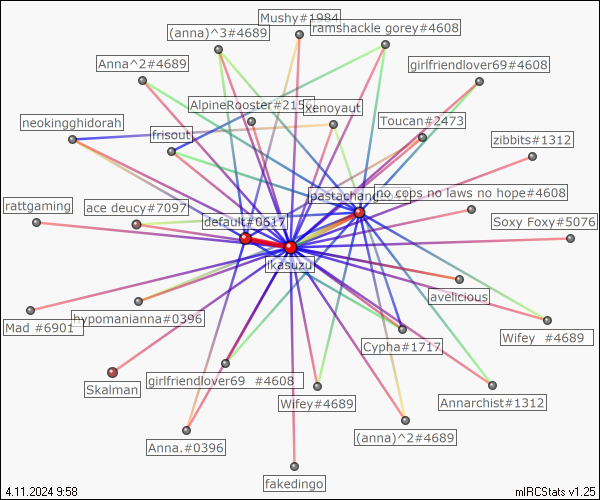 Mushy#1984
(anna)^3#4689
ramshackle gorey#4608
Anna^2#4689
girlfriendlover69#4608
AlpineRooster#215
xenoyaut
neokingghidorah
frisout
Toucan#2473
zibbits#1312
pastachan
no cops no laws no hope#4608
rattgaming
ace deucy#7097
default#0617
Soxy Foxy#5076
ikasuzu
avelicious
Mad #6901
hypomanianna#0396
Cypha#1717
Wifey #4689
Skalman
girlfriendlover69 #4608
Wifey#4689
Annarchist#1312
Anna.#0396
(anna)^2#4689
fakedingo
4.11.2024 9:58
mIRCStats v1.25